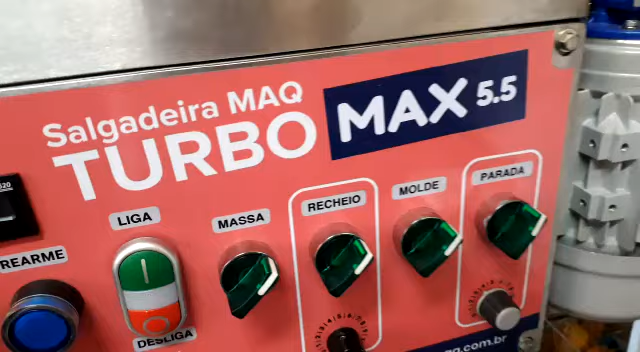 Salgadeira MAQ
TURBO MAX 5.5
REARME
LIGA
DESLIGA
MASSA
RECHEIO
MOLDE
PARADA